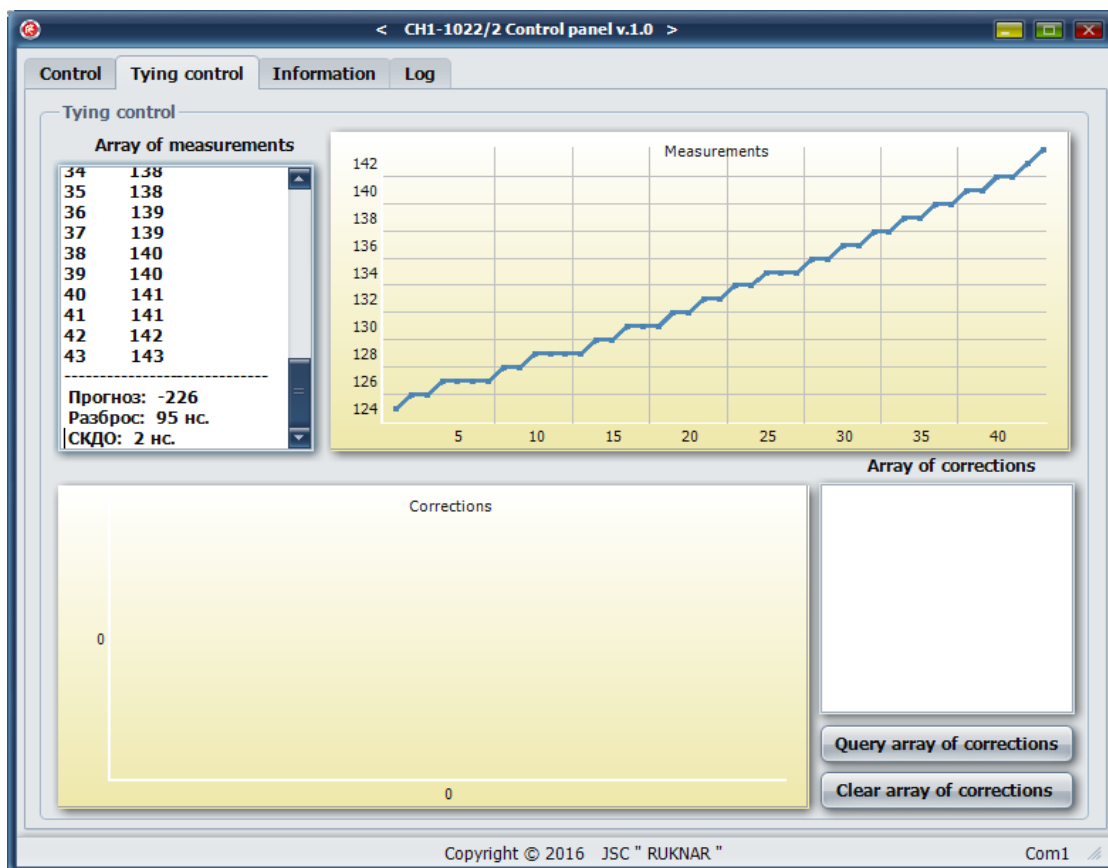 < CH1-1022/2 Control panel v.1.0 >
Control Tying control Information Log
Tying control
Array of measurements
34 138
35 138
36 139
37 139
38 140
39 140
40 141
41 141
42 142
43 143
------------------------------
Прогноз: -226
Разброс: 95 нс.
СКДО: 2 нс.
Measurements
142
140
138
136
134
132
130
128
126
124
5 10 15 20 25 30 35 40
Corrections
0
0
Array of corrections
Query array of corrections
Clear array of corrections
Copyright © 2016 JSC " RUKNAR "
Com1